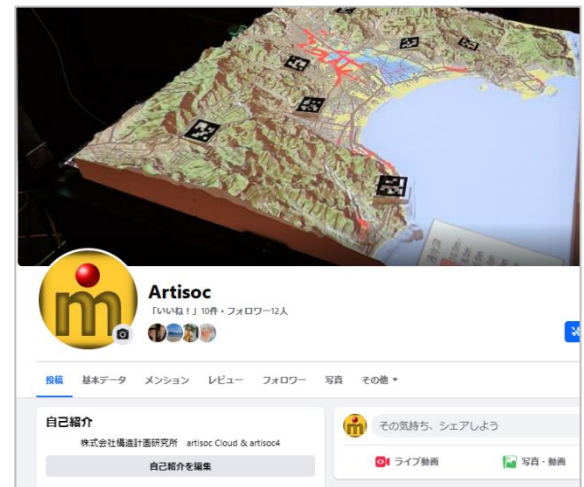 Artisoc
「いいね！」10件・フォロワー12人
投稿 基本データ メンション レビュー フォロワー 写真 その他
自己紹介
株式会社構造計画研究所 artisoc Cloud & artisoc4
自己紹介を編集
その気持ち、シェアしよう
ライブ動画 写真・動画